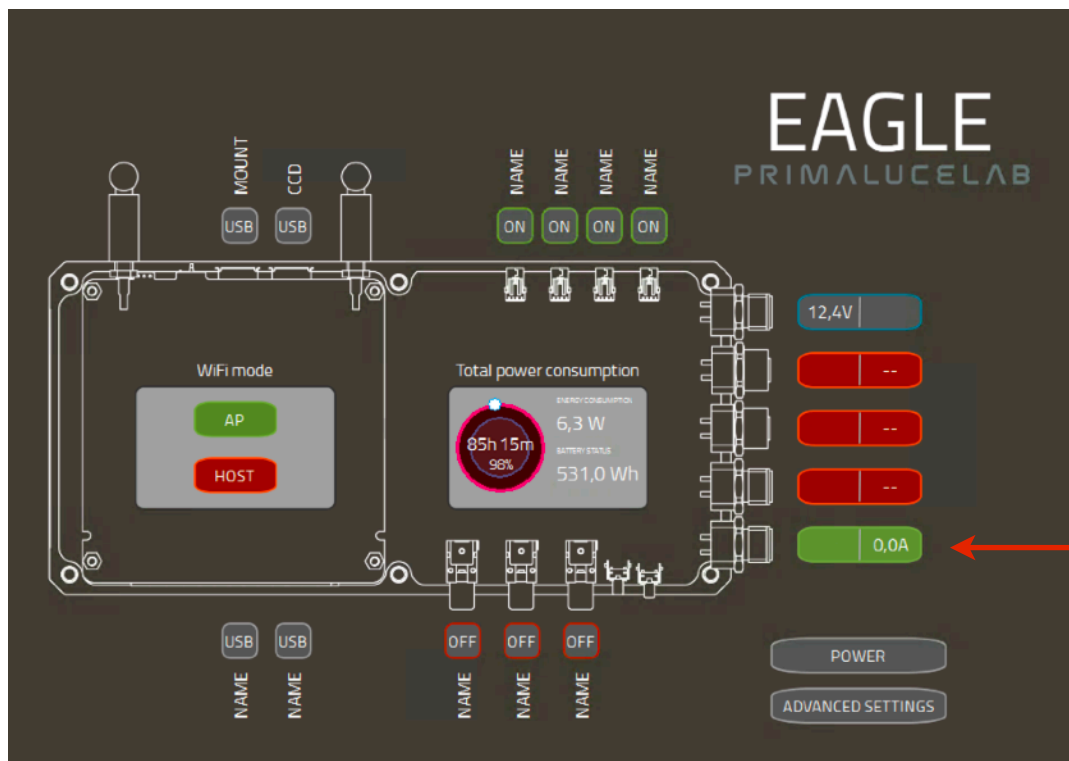 EAGLE
PRIMALUCELAB
MOUNT
CCD
NAME
NAME
NAME
NAME
USB
USB
ON
ON
ON
ON
12,4V
--
--
--
0,0A
WiFi mode
AP
HOST
Total power consumption
ENERGY CONSUMPTION
6,3 W
85h 15m
98%
BATTERY STATUS
531,0 Wh
USB
USB
OFF
OFF
OFF
NAME
NAME
NAME
NAME
NAME
POWER
ADVANCED SETTINGS